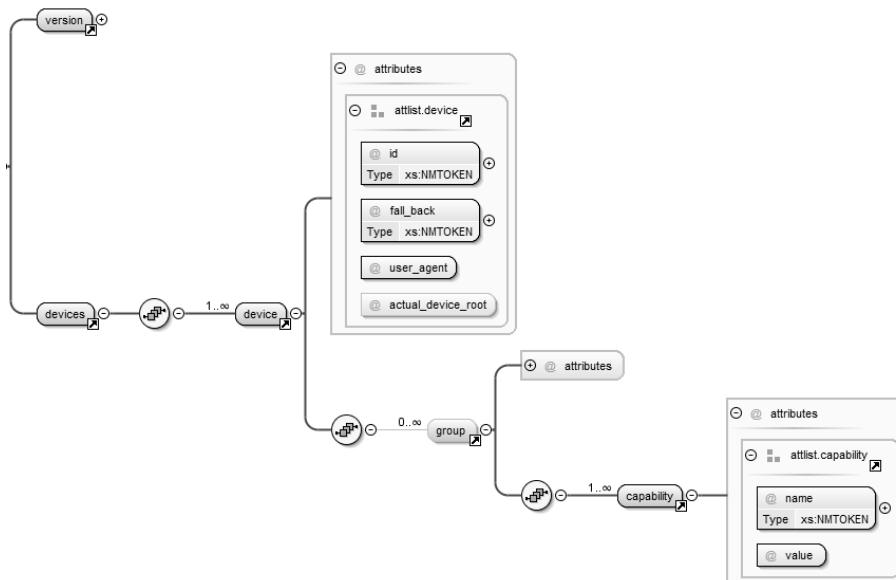 version
@ attributes
attlist.device
@ id
Type xs:NMTOKEN
@ fall_back
Type xs:NMTOKEN
@ user_agent
@ actual_device_root
devices
1..∞
device
@ attributes
0..∞
group
@ attributes
attlist.capability
1..∞
capability
@ name
Type xs:NMTOKEN
@ value